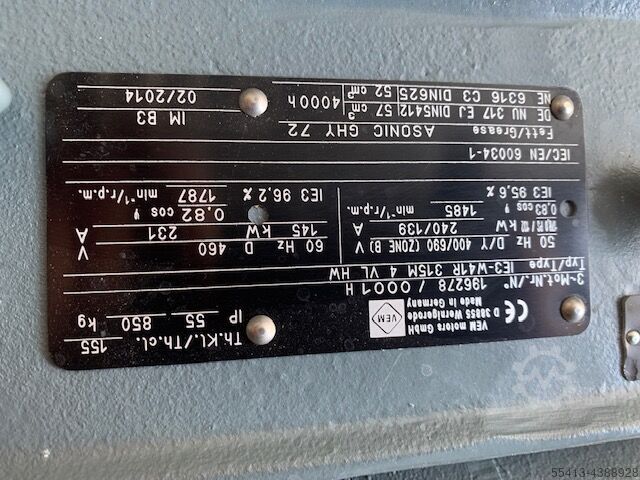 VEM motors GmbH
D 38855 Wernigerode
Made in Germany
VEM
Th.Kl./Th.cl. 155
IP 55 850 kg
3~Mot.Nr./N° 196278 / 0001 H
Typ/Type IE3-W41R 315M 4 VL HW
50 Hz D/Y 400/690 (ZONE B) V
kW 240/139 A
0,83 cos φ 1485 min⁻¹/r.p.m.
IE3 95,6 %
60 Hz D 460 V
145 kW 231 A
0,82 cos φ 1787 min⁻¹/r.p.m.
IE3 96,2 %
IEC/EN 60034-1
Fett/Grease ASONIC GHY 72
DE NU 317 EJ DIN5412 57 cm³
NE 6316 C3 DIN625 52 cm³
4000 h
IM B3
02/2014
55413-4388928